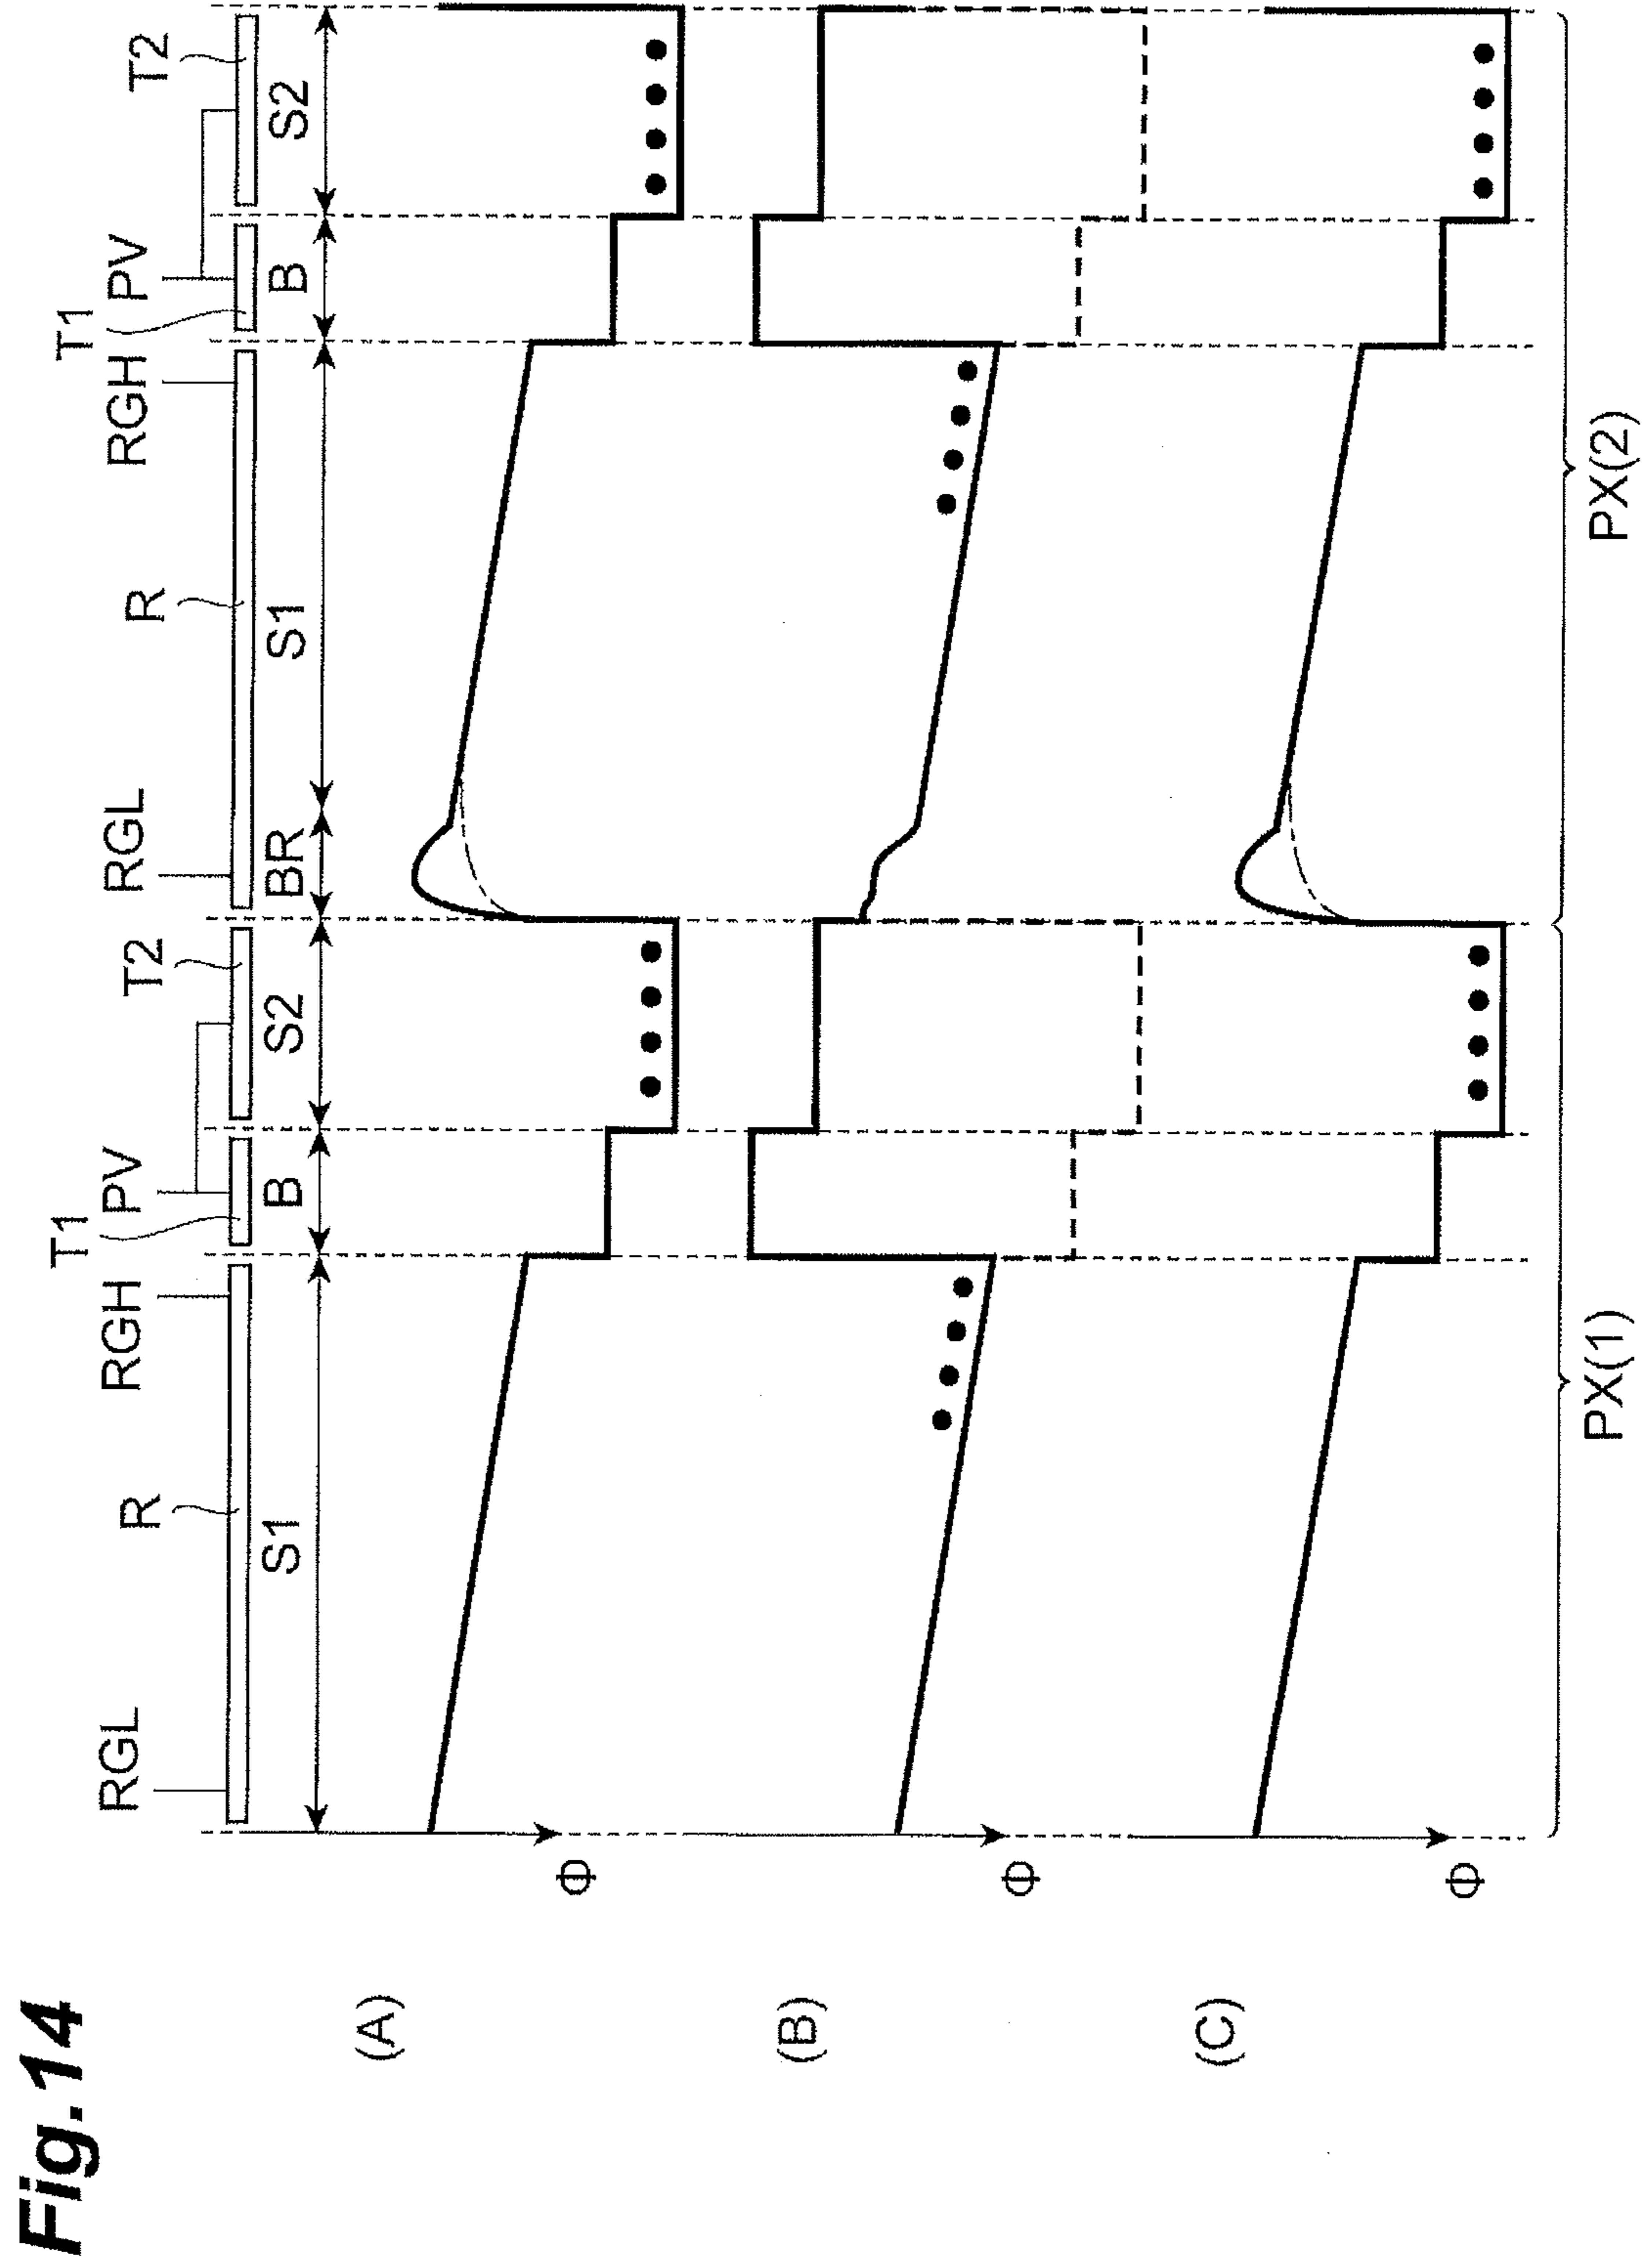 Fig.14
RGL
R
RGH
T1
PV
T2
RGL
R
RGH
T1
PV
T2
S1
B
S2
BR
S1
B
S2
(A)
Φ
(B)
Φ
(C)
Φ
PX(1)
PX(2)